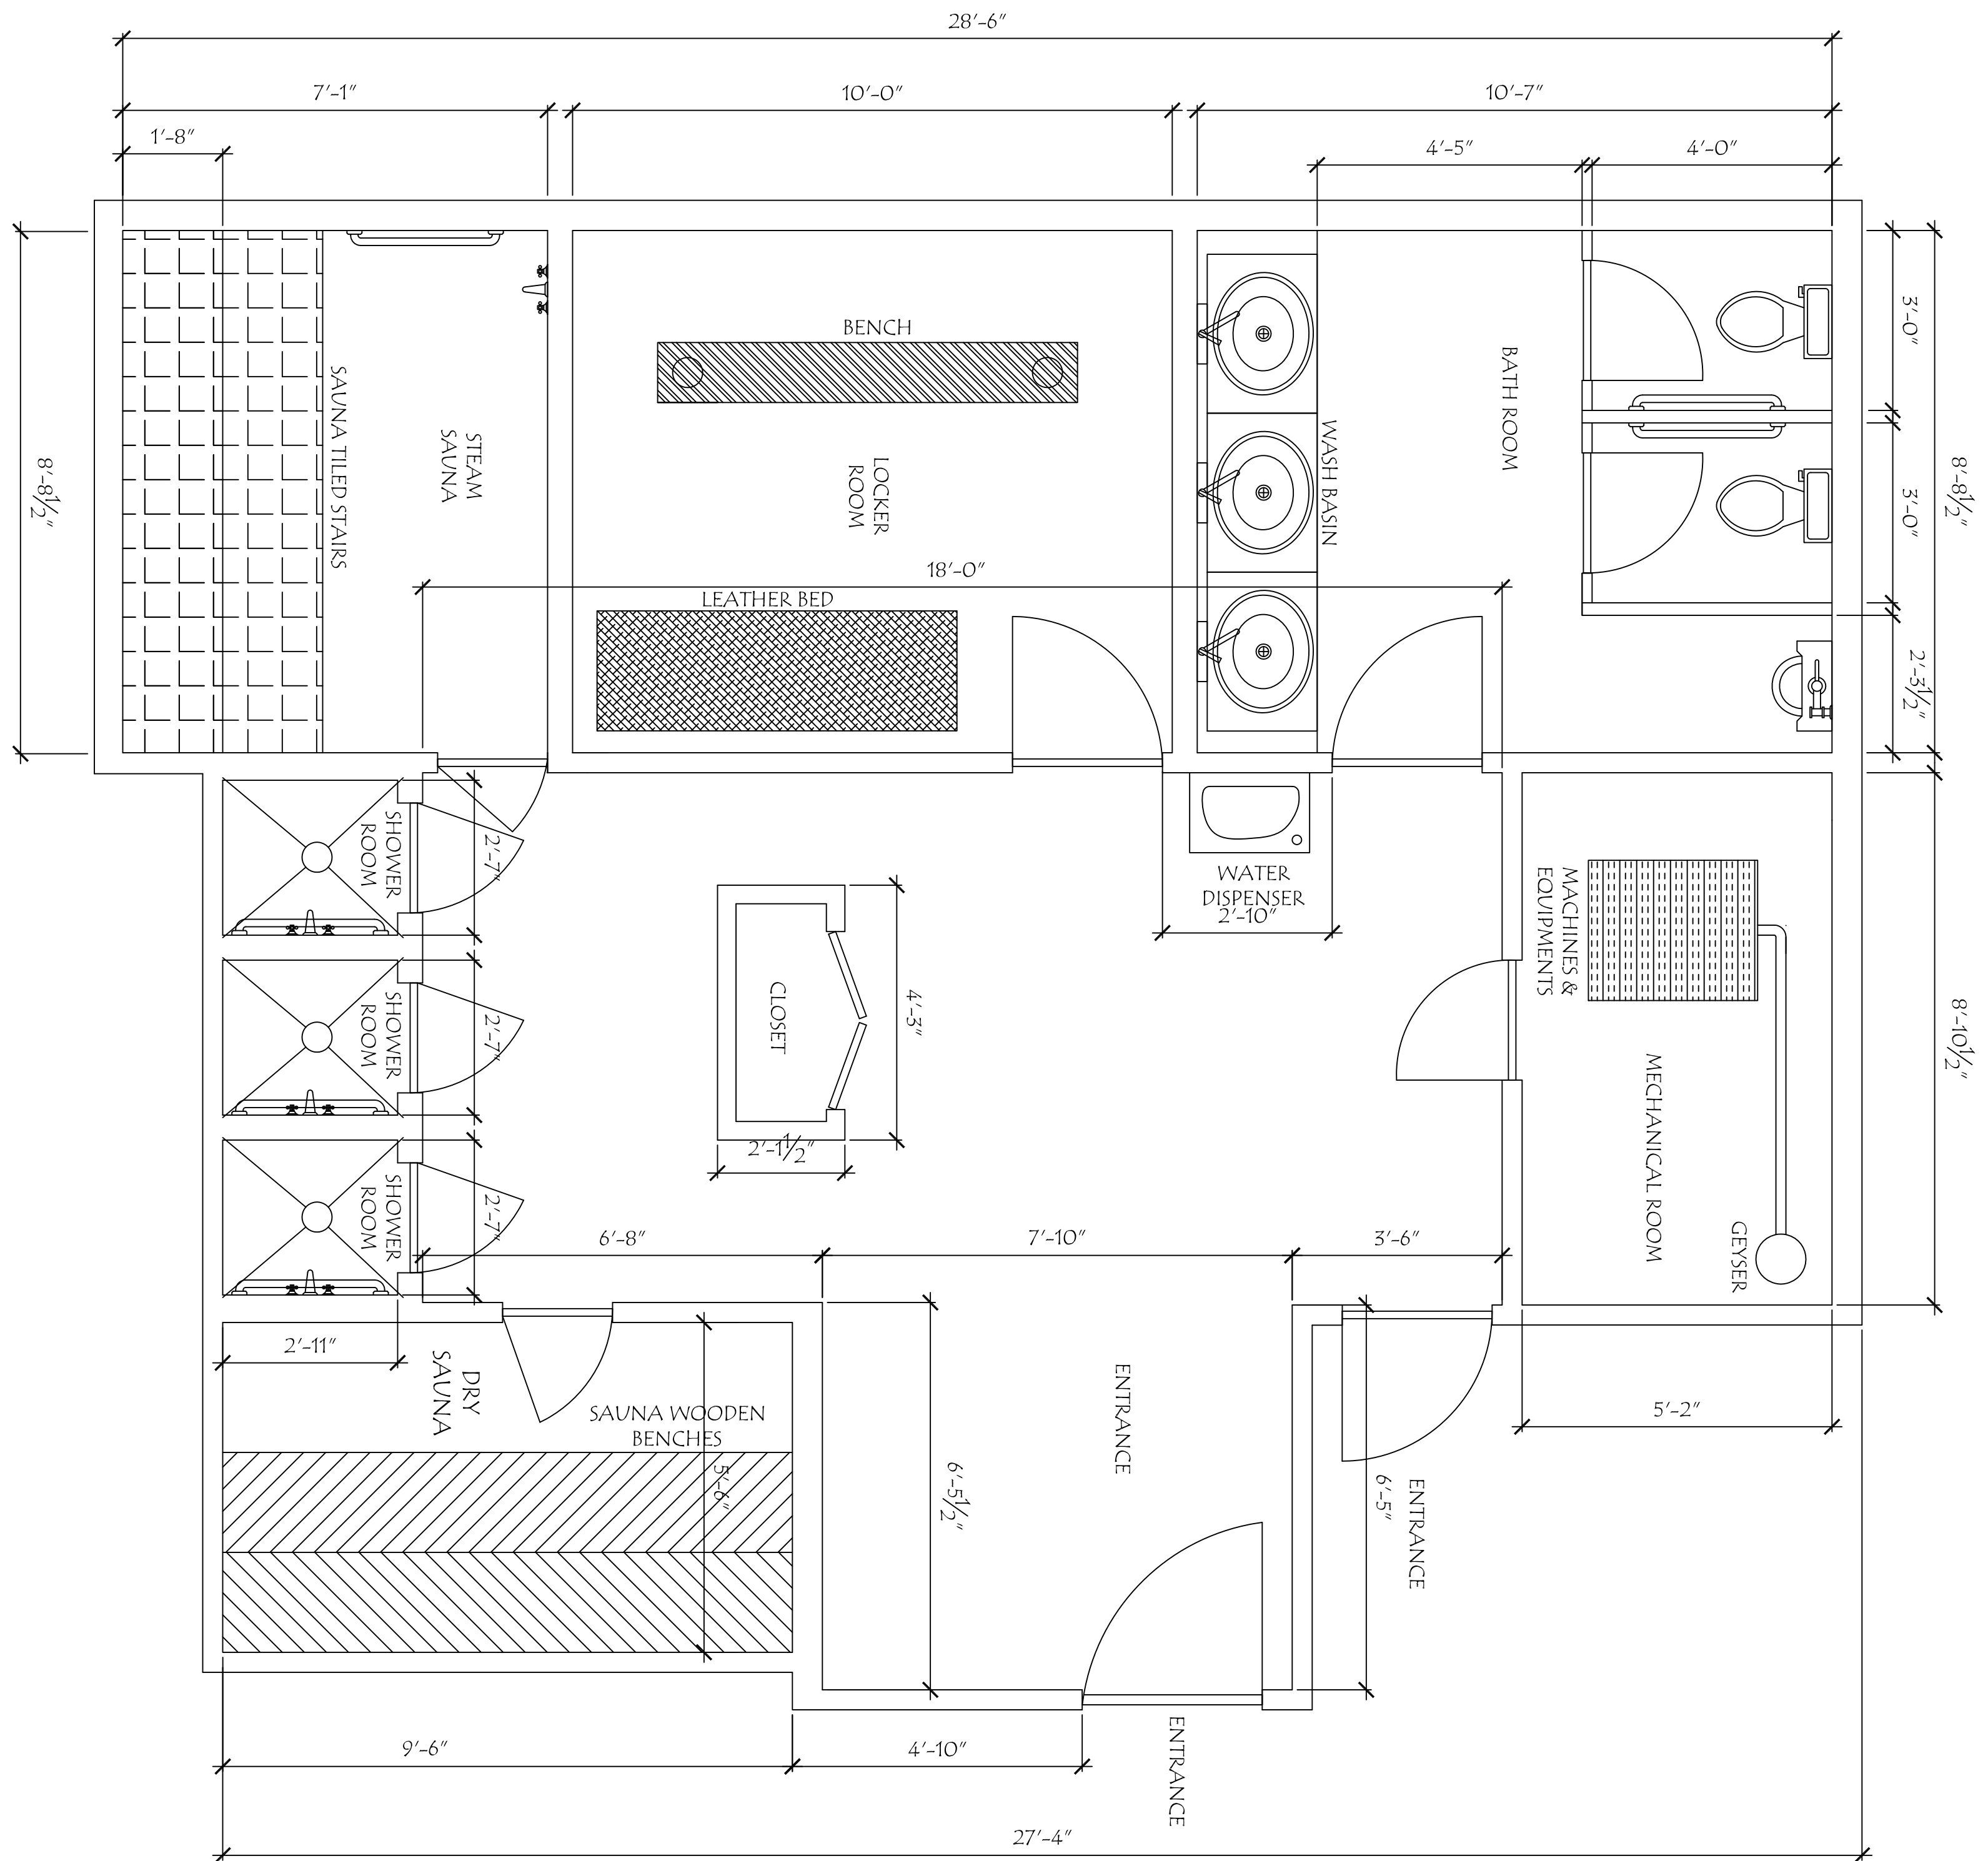 28'-6"
7'-1"
10'-0"
10'-7"
1'-8"
4'-5"
4'-0"
BENCH
SAUNA TILED STAIRS
STEAM
SAUNA
LOCKER
ROOM
WASH BASIN
BATH ROOM
3'-0"
3'-0"
2'-3½"
8'-8½"
8'-8½"
18'-0"
LEATHER BED
SHOWER
ROOM
2'-7"
SHOWER
ROOM
2'-7"
SHOWER
ROOM
2'-7"
CLOSET
4'-3"
2'-1½"
WATER
DISPENSER
2'-10"
MACHINES &
EQUIPMENTS
MECHANICAL ROOM
GEYSER
8'-10½"
6'-8"
7'-10"
3'-6"
2'-11"
DRY
SAUNA
SAUNA WOODEN
BENCHES
5'-6"
6'-5½"
ENTRANCE
6'-5"
ENTRANCE
5'-2"
9'-6"
4'-10"
ENTRANCE
27'-4"